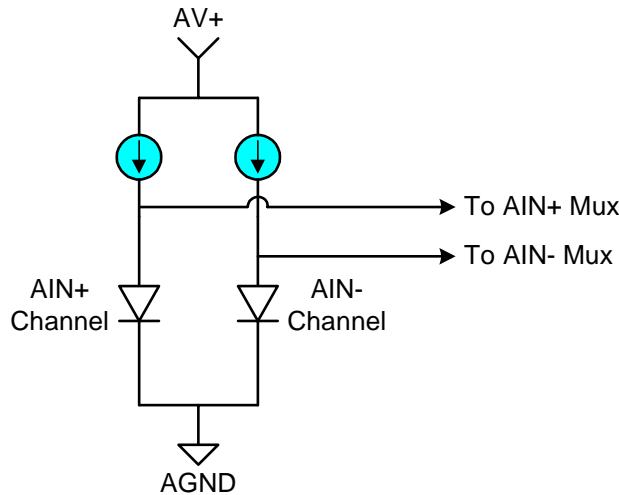 AV+
To AIN+ Mux
To AIN- Mux
AIN+
Channel
AIN-
Channel
AGND